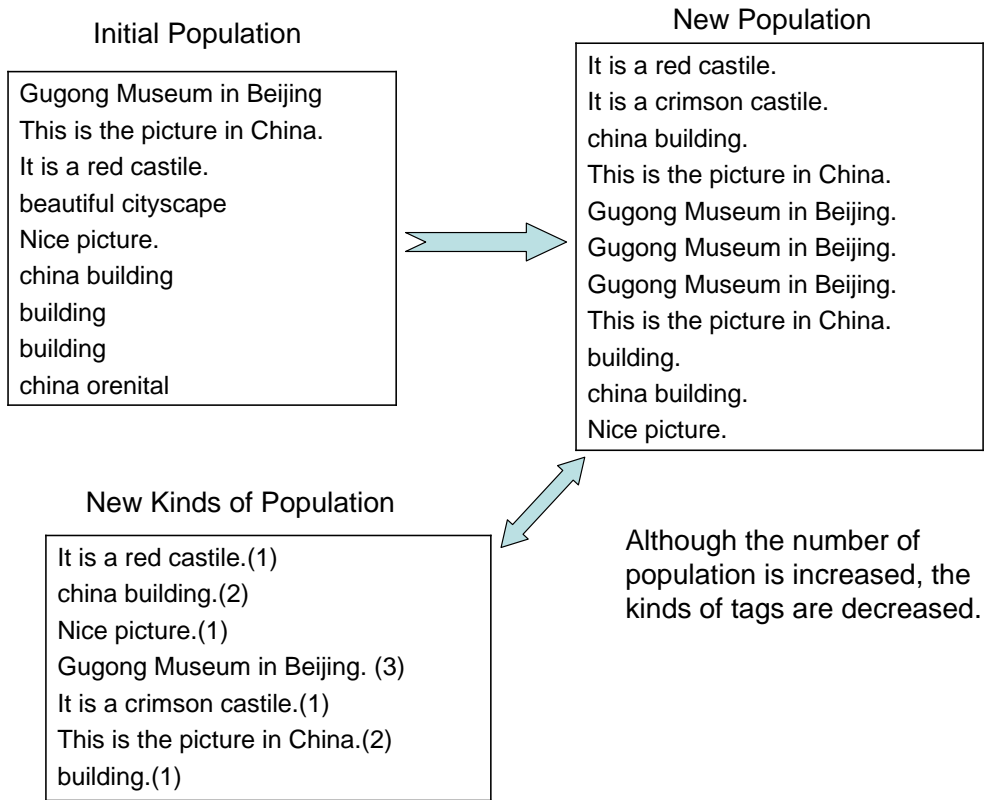 Initial Population
Gugong Museum in Beijing
This is the picture in China.
It is a red castile.
beautiful cityscape
Nice picture.
china building
building
building
china orenital
New Population
It is a red castile.
It is a crimson castile.
china building.
This is the picture in China.
Gugong Museum in Beijing.
Gugong Museum in Beijing.
Gugong Museum in Beijing.
This is the picture in China.
building.
china building.
Nice picture.
New Kinds of Population
It is a red castile.(1)
china building.(2)
Nice picture.(1)
Gugong Museum in Beijing. (3)
It is a crimson castile.(1)
This is the picture in China.(2)
building.(1)
Although the number of
population is increased, the
kinds of tags are decreased.